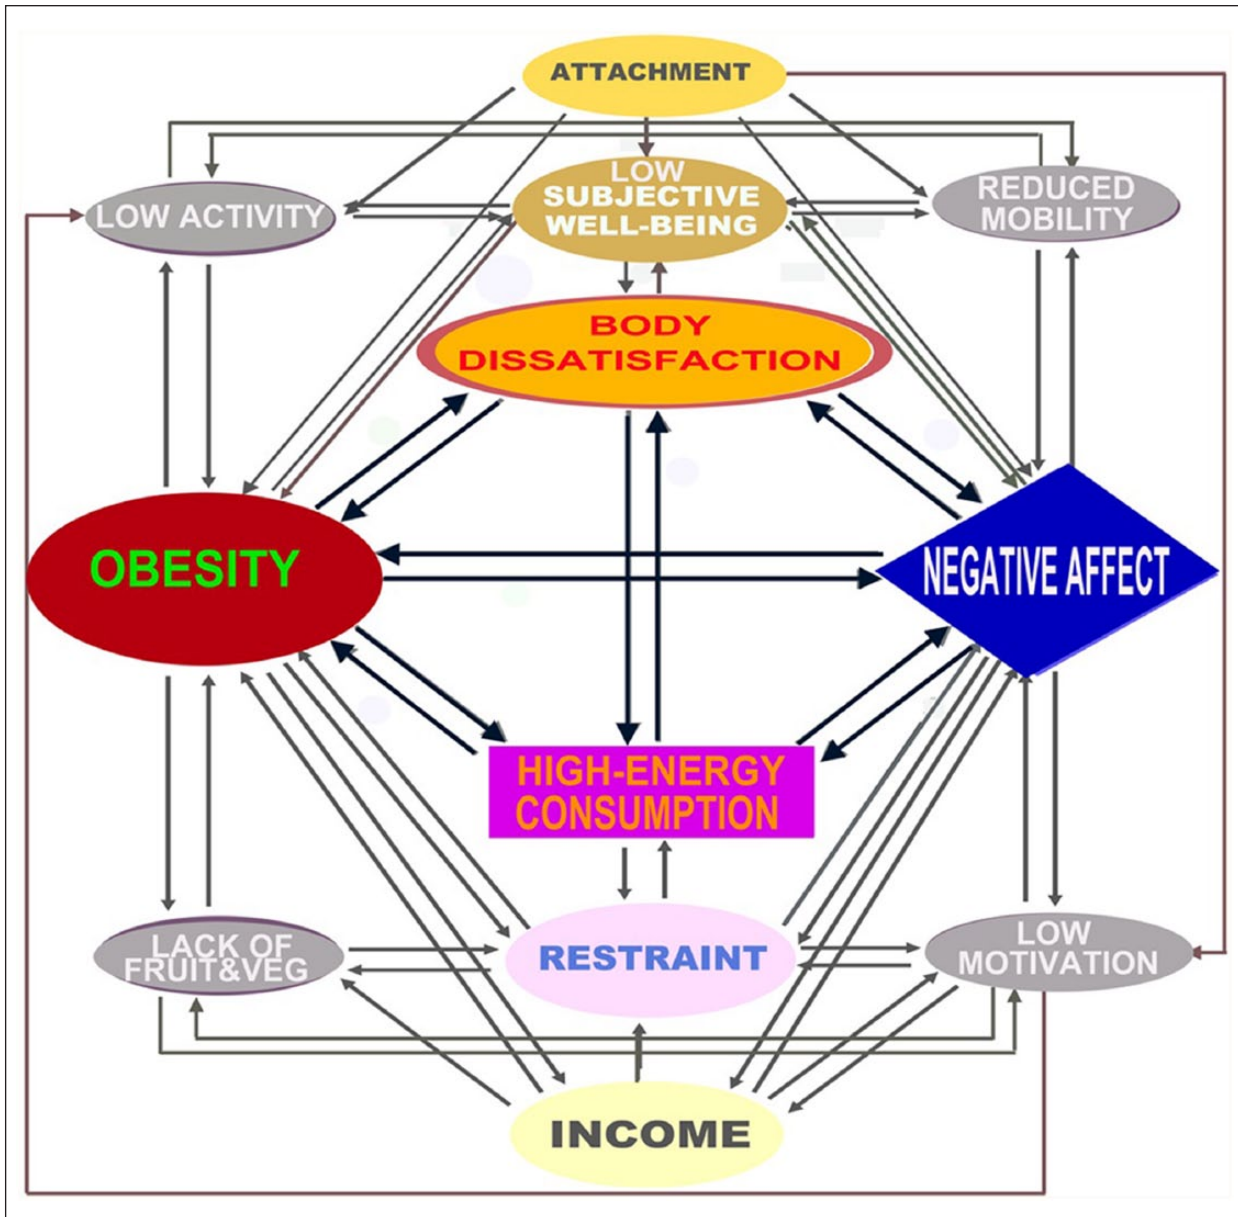 ATTACHMENT
LOW
SUBJECTIVE
WELL-BEING
LOW ACTIVITY
REDUCED
MOBILITY
BODY
DISSATISFACTION
OBESITY
NEGATIVE AFFECT
HIGH-ENERGY
CONSUMPTION
LACK OF
FRUIT&VEG
RESTRAINT
LOW
MOTIVATION
INCOME